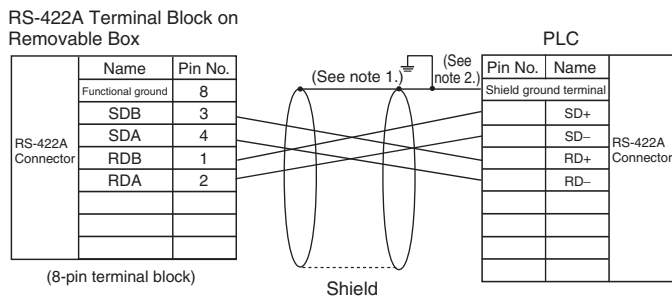 RS-422A Terminal Block on
Removable Box
PLC
Name Pin No.
Functional ground 8
SDB 3
SDA 4
RDB 1
RDA 2
RS-422A
Connector
(8-pin terminal block)
(See note 1.)
(See
note 2.)
Shield
Pin No. Name
Shield ground terminal
SD+
SD–
RD+
RD–
RS-422A
Connector